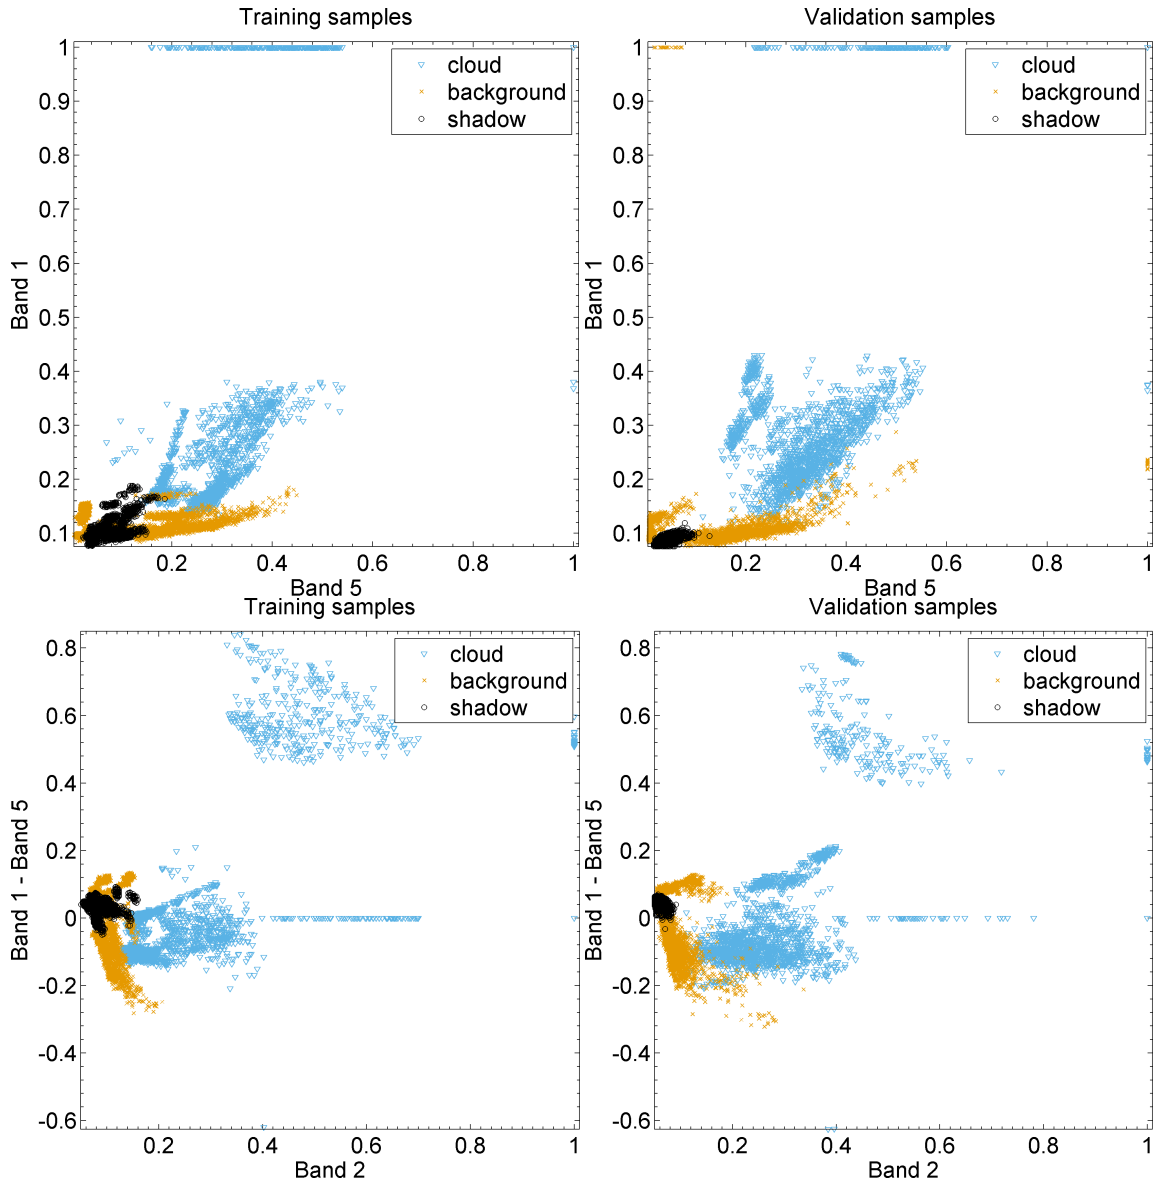 Training samples
1
0.9
0.8
0.7
0.6
0.5
0.4
0.3
0.2
0.1
Band 1
cloud
background
shadow
0.2 0.4 0.6 0.8 1
Band 5
Validation samples
1
0.9
0.8
0.7
0.6
0.5
0.4
0.3
0.2
0.1
Band 1
cloud
background
shadow
0.2 0.4 0.6 0.8 1
Band 5
Training samples
0.8
0.6
0.4
0.2
0
-0.2
-0.4
-0.6
Band 1 - Band 5
cloud
background
shadow
0.2 0.4 0.6 0.8 1
Band 2
Validation samples
0.8
0.6
0.4
0.2
0
-0.2
-0.4
-0.6
Band 1 - Band 5
cloud
background
shadow
0.2 0.4 0.6 0.8 1
Band 2